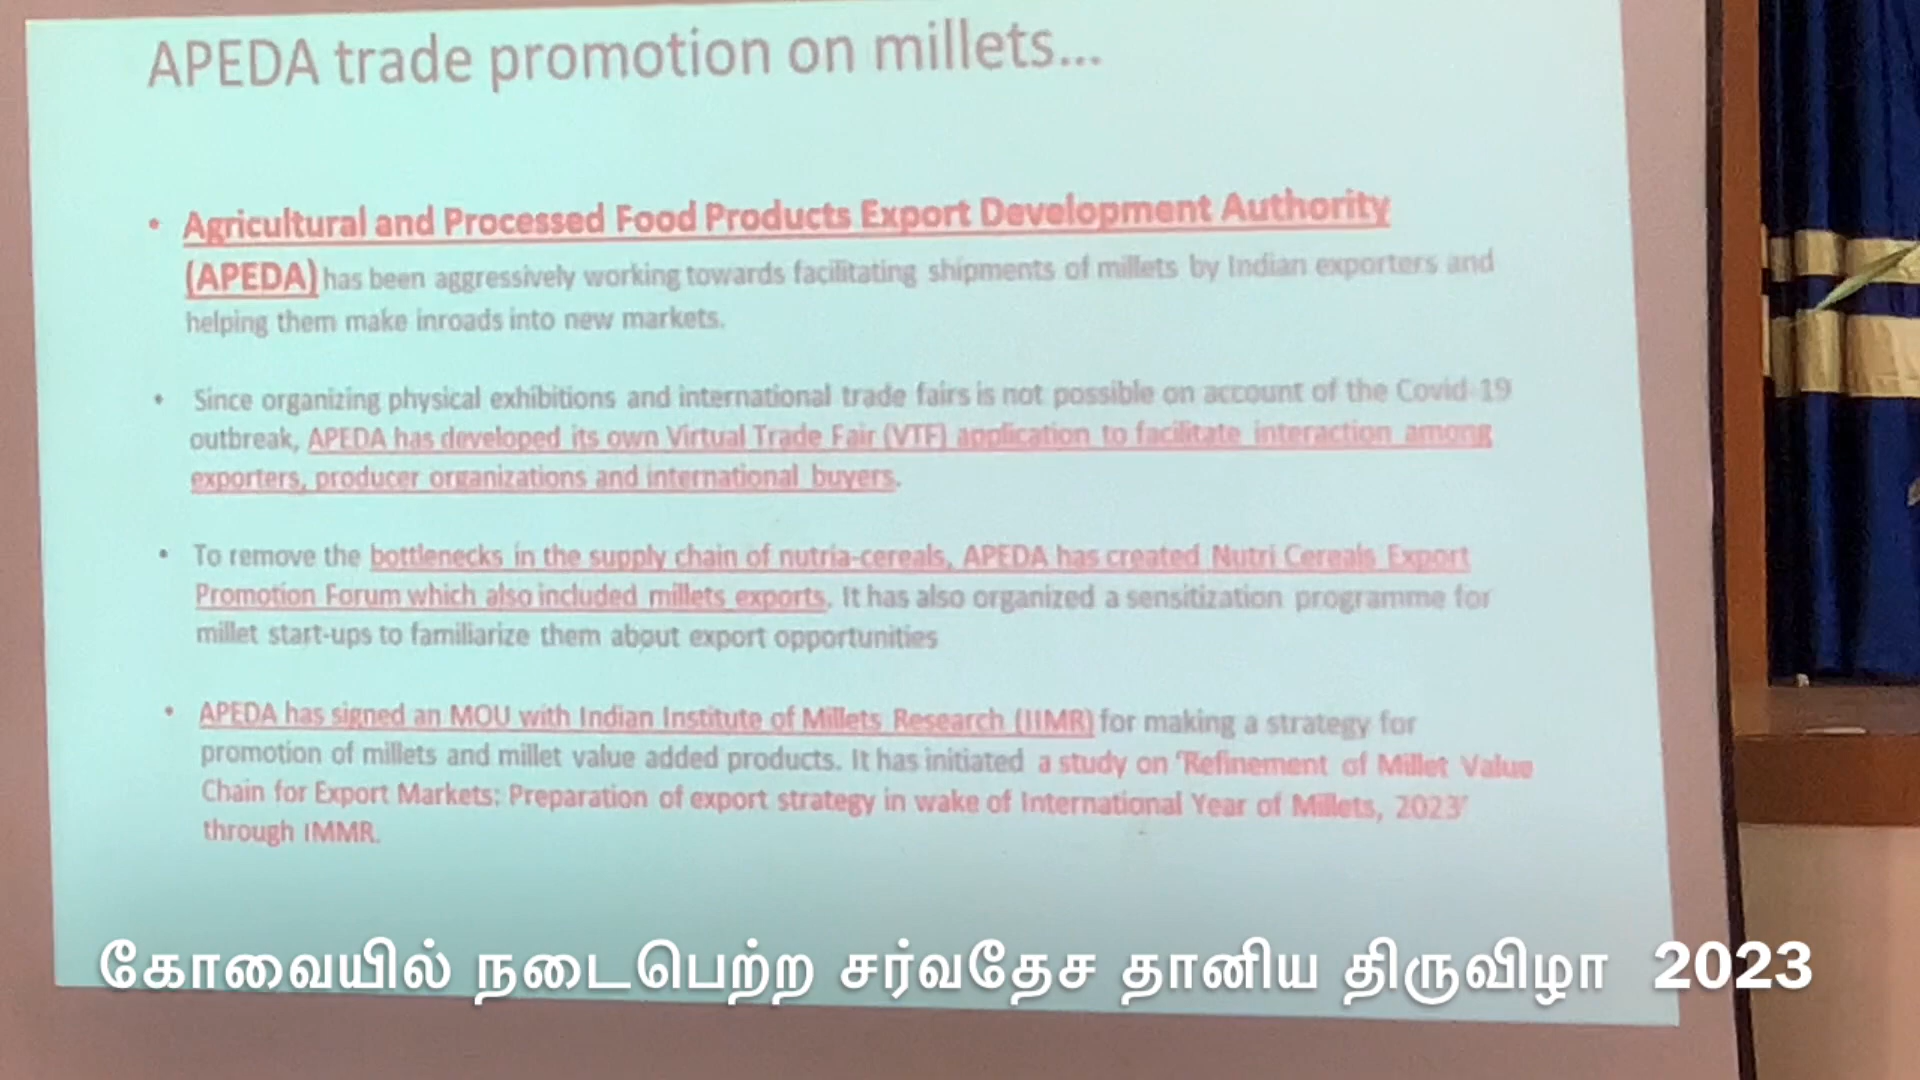 APEDA trade promotion on millets...
• Agricultural and Processed Food Products Export Development Authority
(APEDA) has been aggressively working towards facilitating shipments of millets by Indian exporters and
helping them make inroads into new markets.
• Since organizing physical exhibitions and international trade fairs is not possible on account of the Covid-19
outbreak, APEDA has developed its own Virtual Trade Fair (VTF) application to facilitate interaction among
exporters, producer organizations and international buyers.
• To remove the bottlenecks in the supply chain of nutria-cereals, APEDA has created Nutri Cereals Export
Promotion Forum which also included millets exports. It has also organized a sensitization programme for
millet start-ups to familiarize them about export opportunities
• APEDA has signed an MOU with Indian Institute of Millets Research (IIMR) for making a strategy for
promotion of millets and millet value added products. It has initiated a study on 'Refinement of Millet Value
Chain for Export Markets: Preparation of export strategy in wake of International Year of Millets, 2023'
through IMMR.
கோவையில் நடைபெற்ற சர்வதேச தானிய திருவிழா 2023